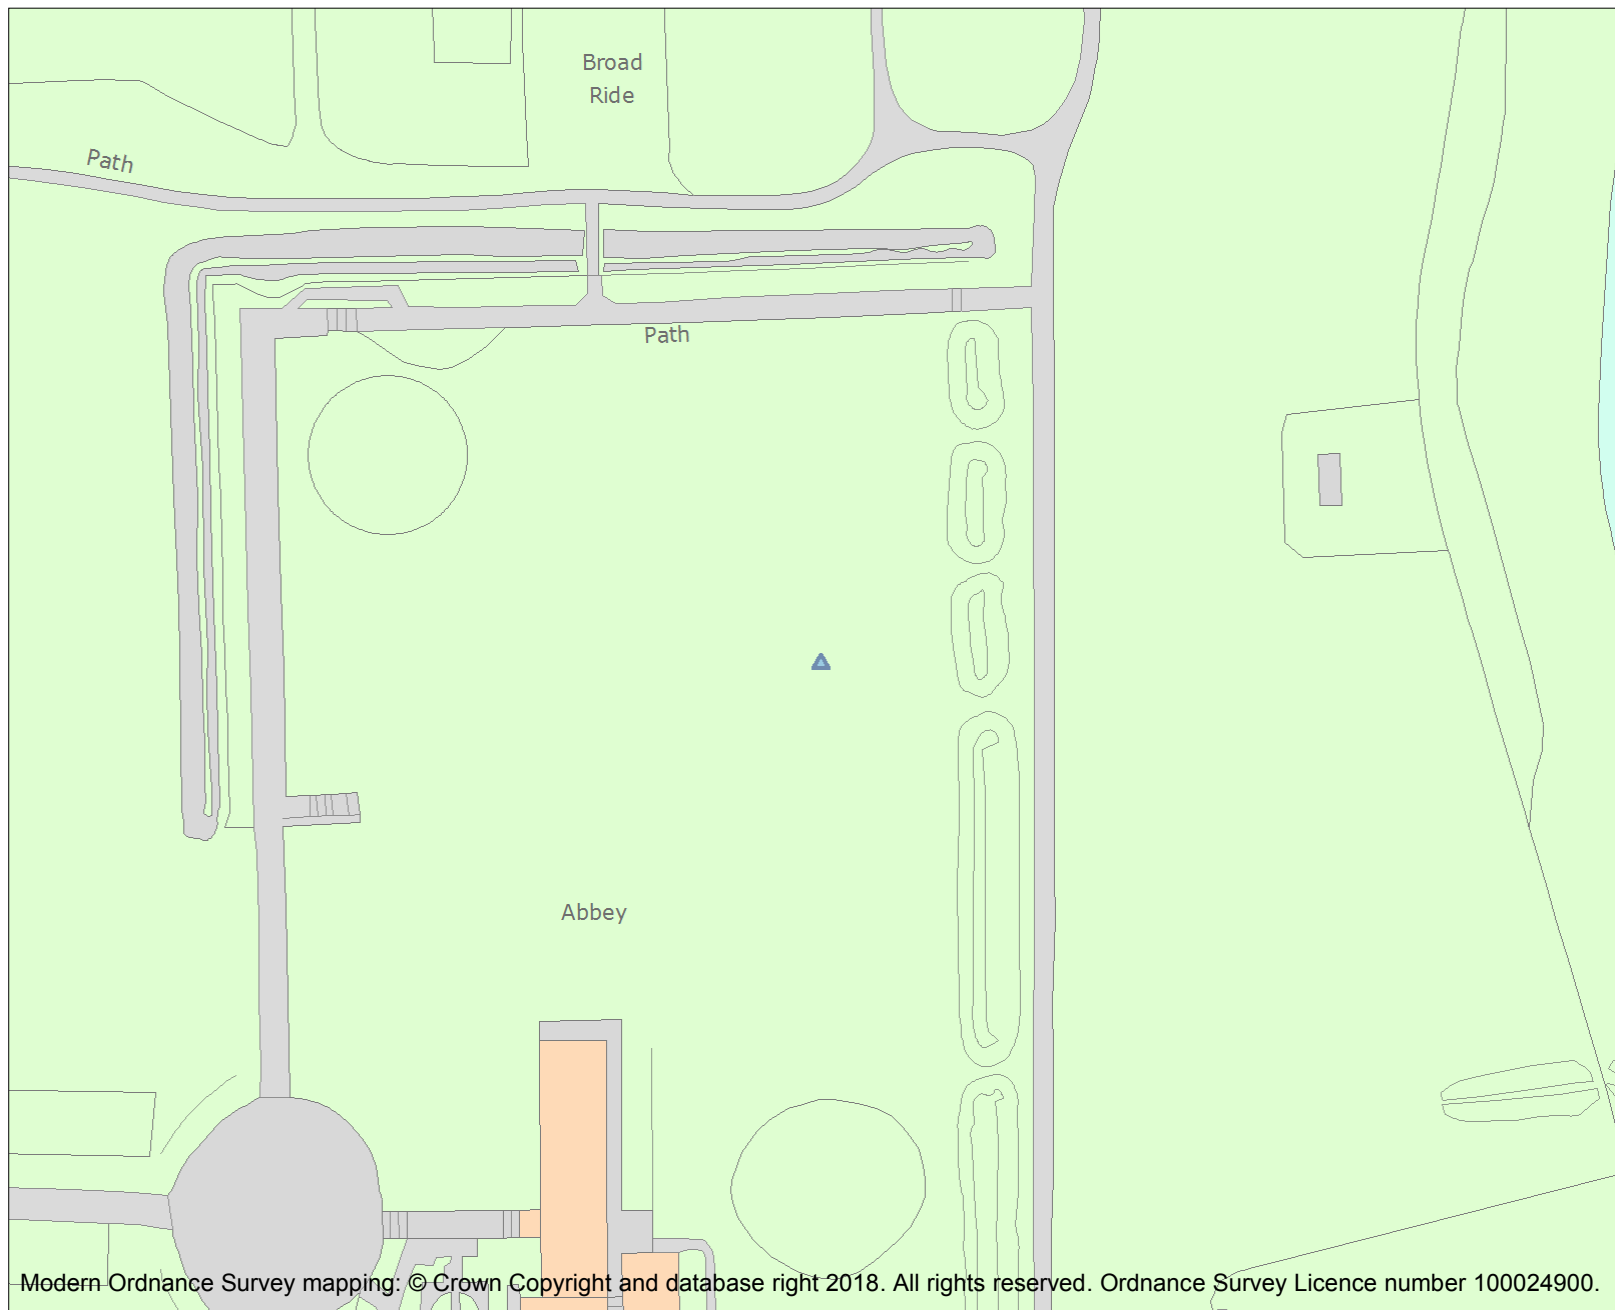 Broad
Ride
Path
Path
Abbey
Modern Ordnance Survey mapping: © Crown Copyright and database right 2018. All rights reserved. Ordnance Survey Licence number 100024900.